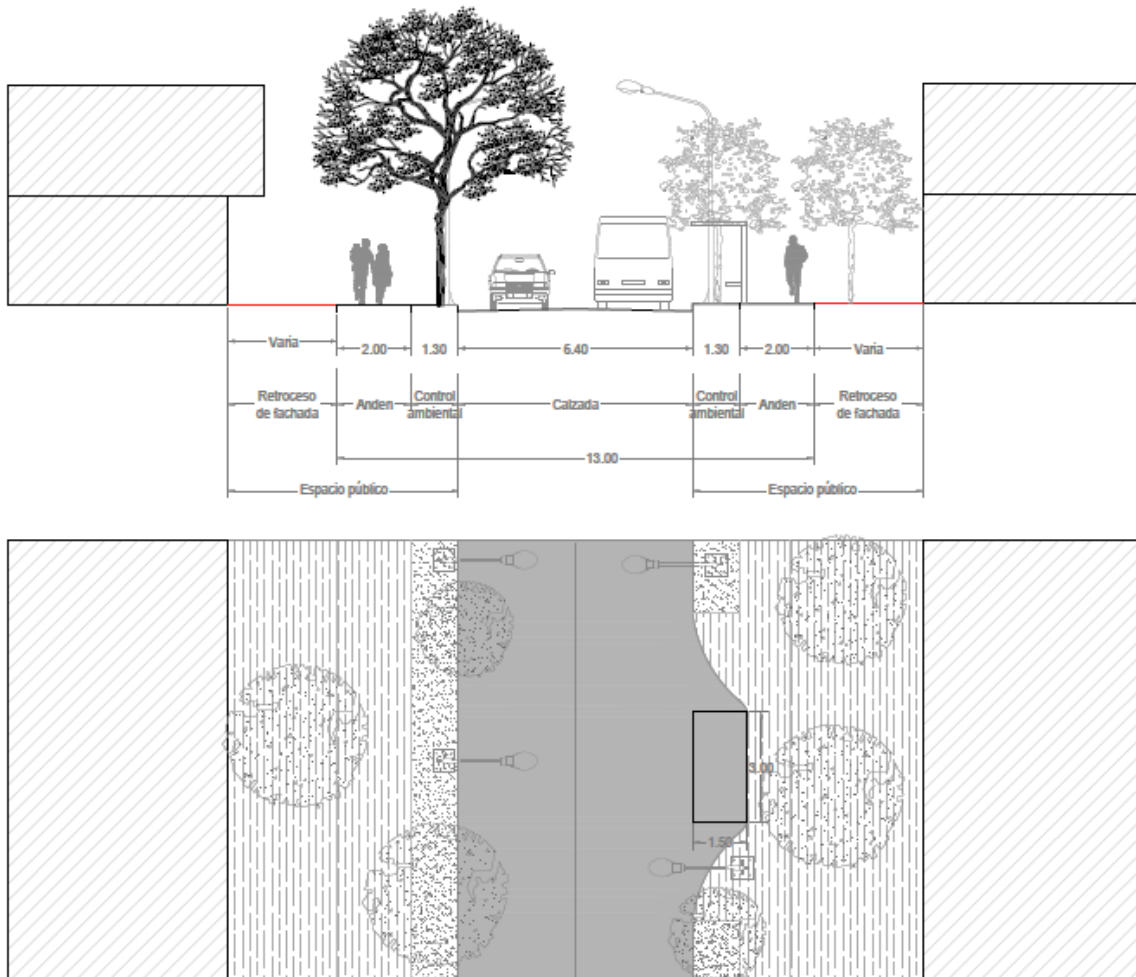 Varia 2.00 1.30 6.40 1.30 2.00 Varia
Retroceso de fachada
Anden
Control ambiental
Calzada
Control ambiental
Anden
Retroceso de fachada
13.00
Espacio público Espacio público
3.00
1.50